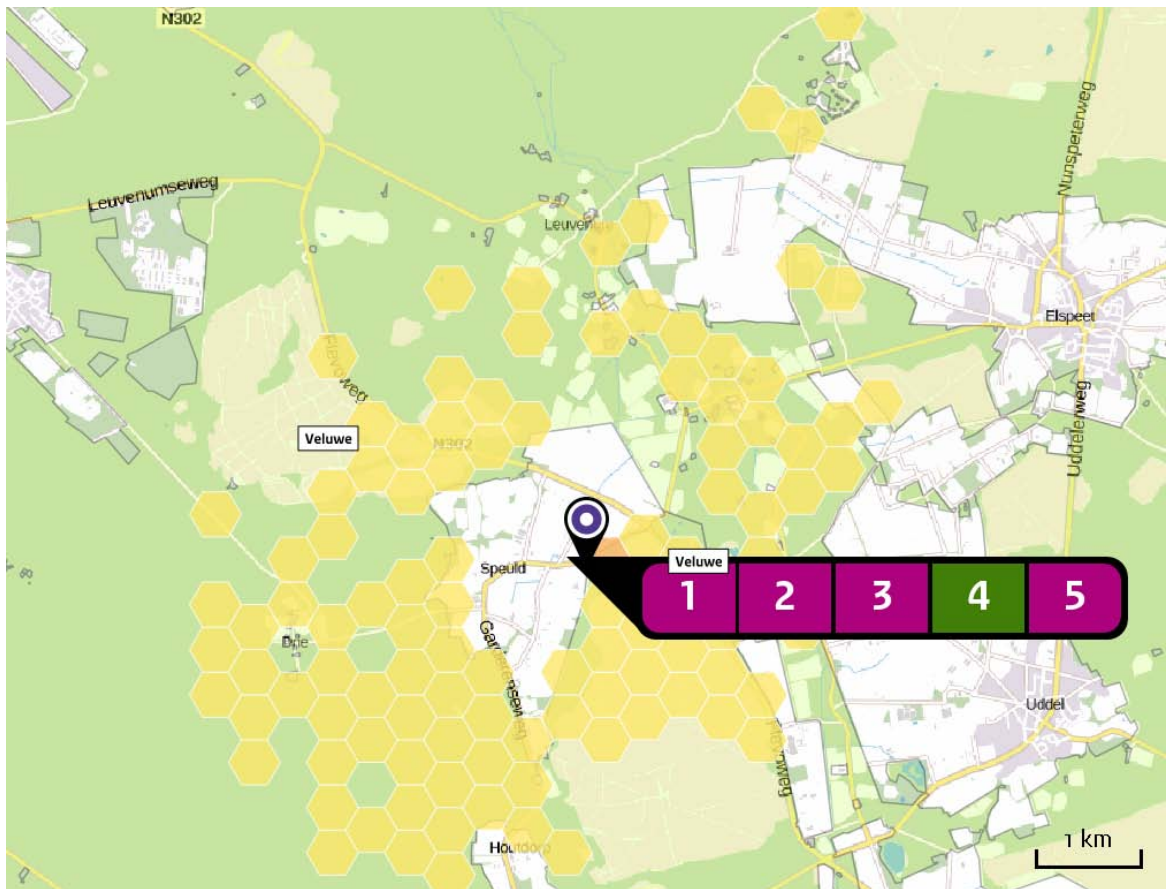 N302
Nunspeterweg
Leuvenumseweg
Elspeet
Flevoweg
Veluwe
N302
Uddelerweg
Veluwe
Speuld
1 2 3 4 5
Drie
Garderenseweg
Uddel
Houtdorp
1 km